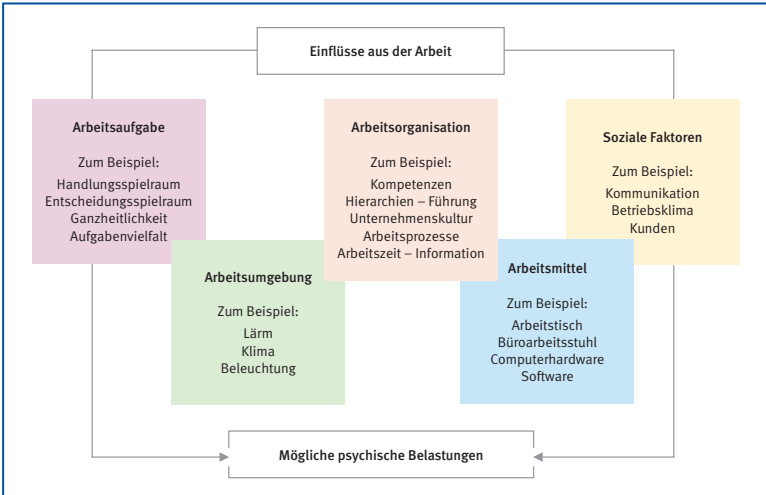 Einflüsse aus der Arbeit
Arbeitsaufgabe
Zum Beispiel:
Handlungsspielraum
Entscheidungsspielraum
Ganzheitlichkeit
Aufgabenvielfalt
Arbeitsorganisation
Zum Beispiel:
Kompetenzen
Hierarchien – Führung
Unternehmenskultur
Arbeitsprozesse
Arbeitszeit – Information
Soziale Faktoren
Zum Beispiel:
Kommunikation
Betriebsklima
Kunden
Arbeitsumgebung
Zum Beispiel:
Lärm
Klima
Beleuchtung
Arbeitsmittel
Zum Beispiel:
Arbeitstisch
Büroarbeitsstuhl
Computerhardware
Software
Mögliche psychische Belastungen